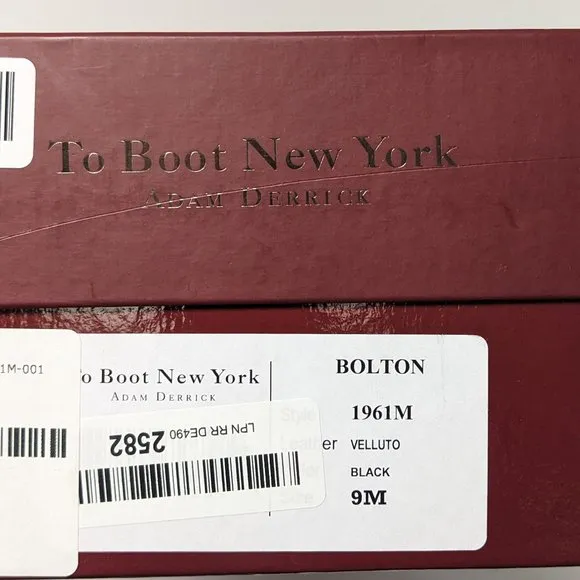 To Boot New York
ADAM DERRICK
1M-001
o Boot New York
ADAM DERRICK
LPN RR DE490
2582
BOLTON
Style 1961M
er VELLUTO
BLACK
9M